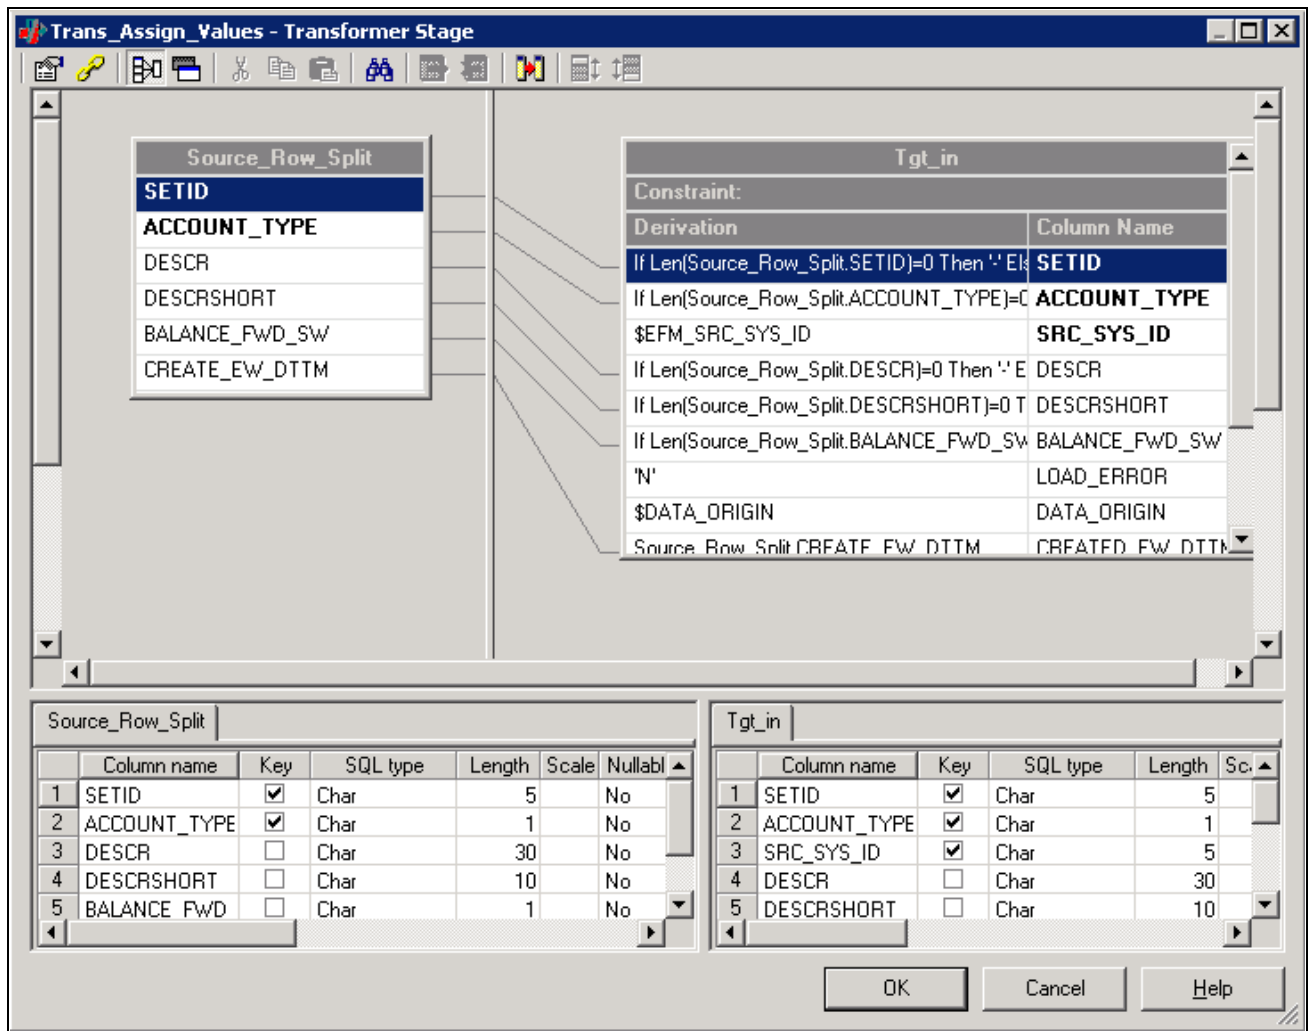 Trans_Assign_Values - Transformer Stage
Source_Row_Split
SETID
ACCOUNT_TYPE
DESCR
DESCRSHORT
BALANCE_FWD_SW
CREATE_EW_DTTM
Tgt_in
Constraint:
Derivation Column Name
If Len(Source_Row_Split.SETID)=0 Then '-' Els SETID
If Len(Source_Row_Split.ACCOUNT_TYPE)=0 ACCOUNT_TYPE
$EFM_SRC_SYS_ID SRC_SYS_ID
If Len(Source_Row_Split.DESCR)=0 Then '-' E DESCR
If Len(Source_Row_Split.DESCRSHORT)=0 T DESCRSHORT
If Len(Source_Row_Split.BALANCE_FWD_SW BALANCE_FWD_SW
'N' LOAD_ERROR
$DATA_ORIGIN DATA_ORIGIN
Source_Row_Split.CREATE_EW_DTTM CREATED_EW_DTTM
Source_Row_Split
Column name Key SQL type Length Scale Nullabl
1 SETID Char 5 No
2 ACCOUNT_TYPE Char 1 No
3 DESCR Char 30 No
4 DESCRSHORT Char 10 No
5 BALANCE_FWD Char 1 No
Tgt_in
Column name Key SQL type Length Sc
1 SETID Char 5
2 ACCOUNT_TYPE Char 1
3 SRC_SYS_ID Char 5
4 DESCR Char 30
5 DESCRSHORT Char 10
OK Cancel Help